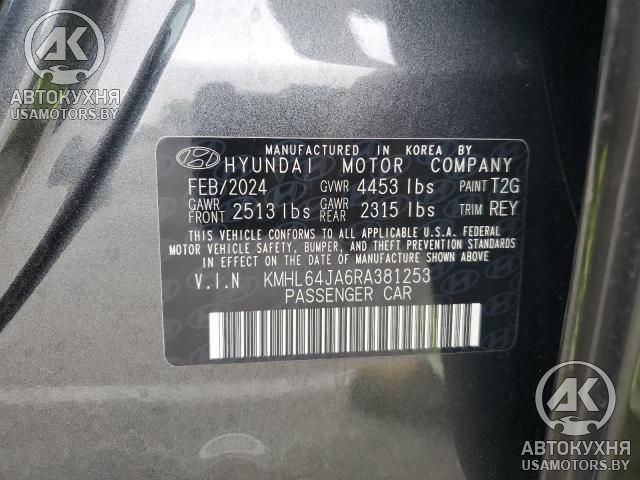 АК
АВТОКУХНЯ
USAMOTORS.BY
MANUFACTURED IN KOREA BY
HYUNDAI MOTOR COMPANY
FEB/2024 GVWR 4453 lbs PAINT T2G
GAWR FRONT 2513 lbs GAWR REAR 2315 lbs TRIM REY
THIS VEHICLE CONFORMS TO ALL APPLICABLE U.S.A. FEDERAL
MOTOR VEHICLE SAFETY, BUMPER, AND THEFT PREVENTION STANDARDS
IN EFFECT ON THE DATE OF MANUFACTURE SHOWN ABOVE.
V.I.N KMHL64JA6RA381253
PASSENGER CAR
АК
АВТОКУХНЯ
USAMOTORS.BY